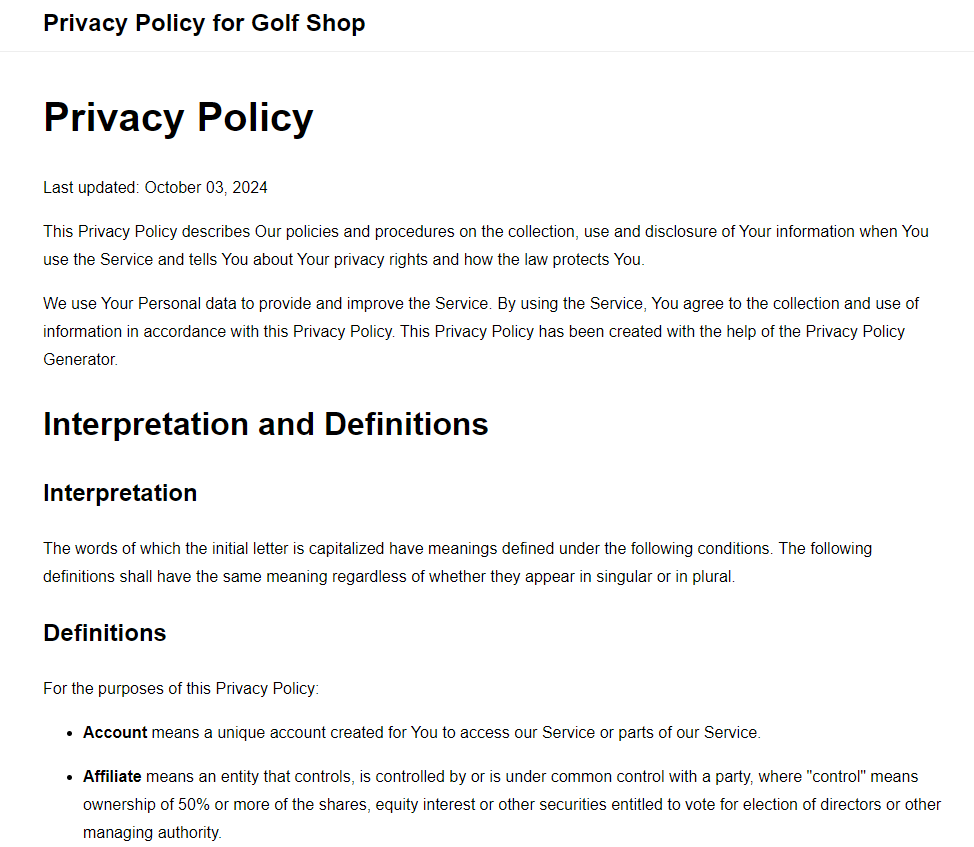 Privacy Policy for Golf Shop
Privacy Policy
Last updated: October 03, 2024
This Privacy Policy describes Our policies and procedures on the collection, use and disclosure of Your information when You
use the Service and tells You about Your privacy rights and how the law protects You.
We use Your Personal data to provide and improve the Service. By using the Service, You agree to the collection and use of
information in accordance with this Privacy Policy. This Privacy Policy has been created with the help of the Privacy Policy
Generator.
Interpretation and Definitions
Interpretation
The words of which the initial letter is capitalized have meanings defined under the following conditions. The following
definitions shall have the same meaning regardless of whether they appear in singular or in plural.
Definitions
For the purposes of this Privacy Policy:
• Account means a unique account created for You to access our Service or parts of our Service.
• Affiliate means an entity that controls, is controlled by or is under common control with a party, where "control" means
ownership of 50% or more of the shares, equity interest or other securities entitled to vote for election of directors or other
managing authority.